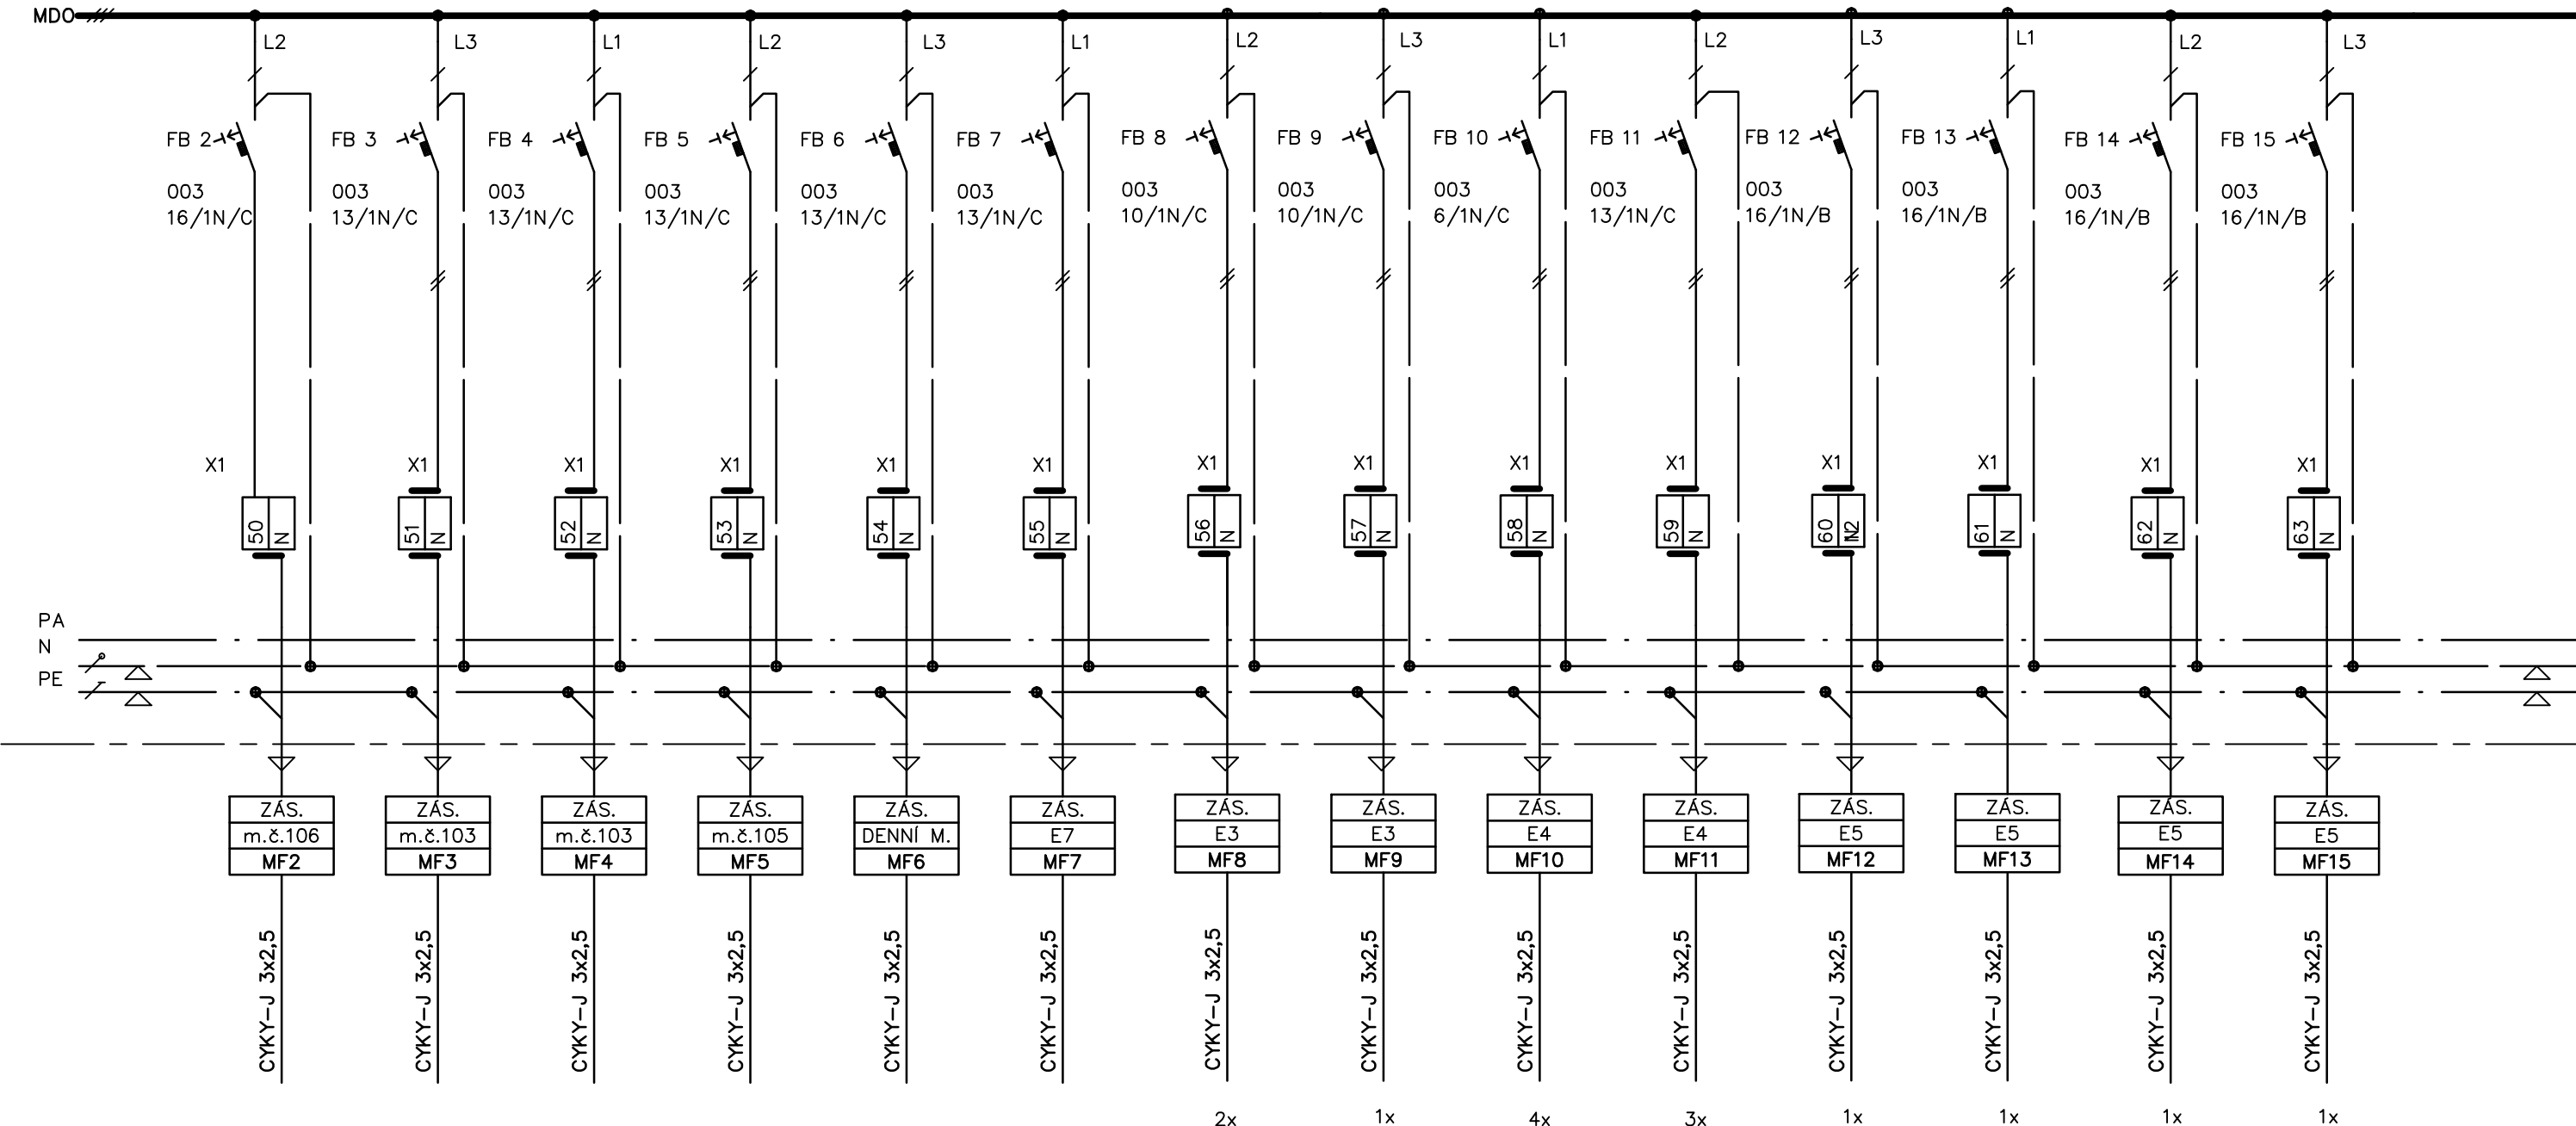 MDO
L2 L3 L1 L2 L3 L1 L2 L3 L1 L2 L3 L1 L2 L3
FB 2 FB 3 FB 4 FB 5 FB 6 FB 7 FB 8 FB 9 FB 10 FB 11 FB 12 FB 13 FB 14 FB 15
003 003 003 003 003 003 003 003 003 003 003 003 003 003
16/1N/C 13/1N/C 13/1N/C 13/1N/C 13/1N/C 13/1N/C 10/1N/C 10/1N/C 6/1N/C 13/1N/C 16/1N/B 16/1N/B 16/1N/B 16/1N/B
X1 X1 X1 X1 X1 X1 X1 X1 X1 X1 X1 X1 X1 X1
50 N 51 N 52 N 53 N 54 N 55 N 56 N 57 N 58 N 59 N 60 61 N 62 N 63 N
PA
N
PE
ZÁS. ZÁS. ZÁS. ZÁS. ZÁS. ZÁS. ZÁS. ZÁS. ZÁS. ZÁS. ZÁS. ZÁS. ZÁS. ZÁS.
m.č.106 m.č.103 m.č.103 m.č.105 DENNÍ M. E7 E3 E3 E4 E4 E5 E5 E5 E5
MF2 MF3 MF4 MF5 MF6 MF7 MF8 MF9 MF10 MF11 MF12 MF13 MF14 MF15
CYKY-J 3x2,5 CYKY-J 3x2,5 CYKY-J 3x2,5 CYKY-J 3x2,5 CYKY-J 3x2,5 CYKY-J 3x2,5 CYKY-J 3x2,5 CYKY-J 3x2,5 CYKY-J 3x2,5 CYKY-J 3x2,5 CYKY-J 3x2,5 CYKY-J 3x2,5 CYKY-J 3x2,5 CYKY-J 3x2,5
2x 1x 4x 3x 1x 1x 1x 1x